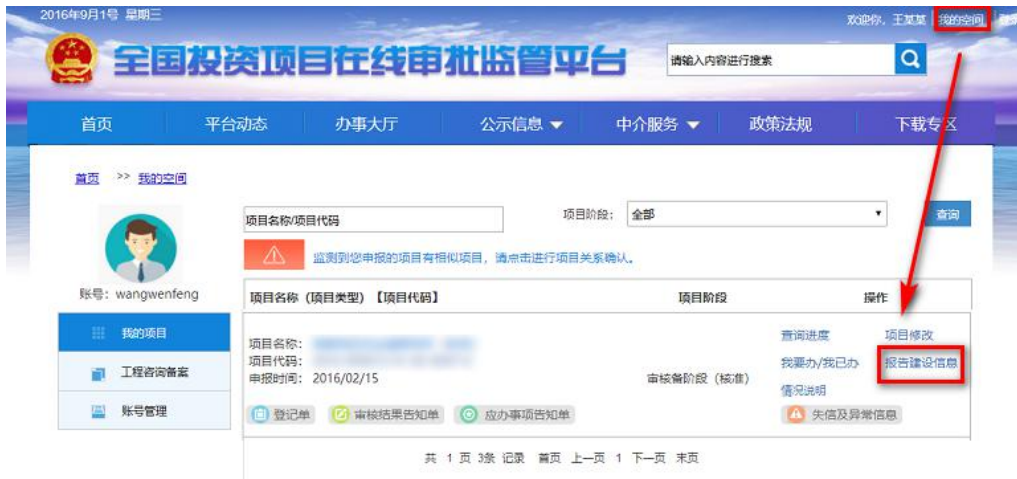 2016年9月1号 星期三
欢迎你，王某某 我的空间
全国投资项目在线审批监管平台
请输入内容进行搜索
首页 平台动态 办事大厅 公示信息 中介服务 政策法规 下载专区
首页 >> 我的空间
项目名称/项目代码 项目阶段： 全部 查询
监测到您申报的项目有相似项目，请点击进行项目关系确认。
账号：wangwenfeng
项目名称（项目类型）【项目代码】 项目阶段 操作
我的项目
工程咨询备案
账号管理
项目名称：
项目代码：
申报时间： 2016/02/15
审核备阶段（核准）
查询进度 项目修改
我要办/我已办 报告建设信息
情况说明
登记单 审核结果告知单 应办事项告知单 失信及异常信息
共 1 页 3条 记录 首页 上一页 1 下一页 末页